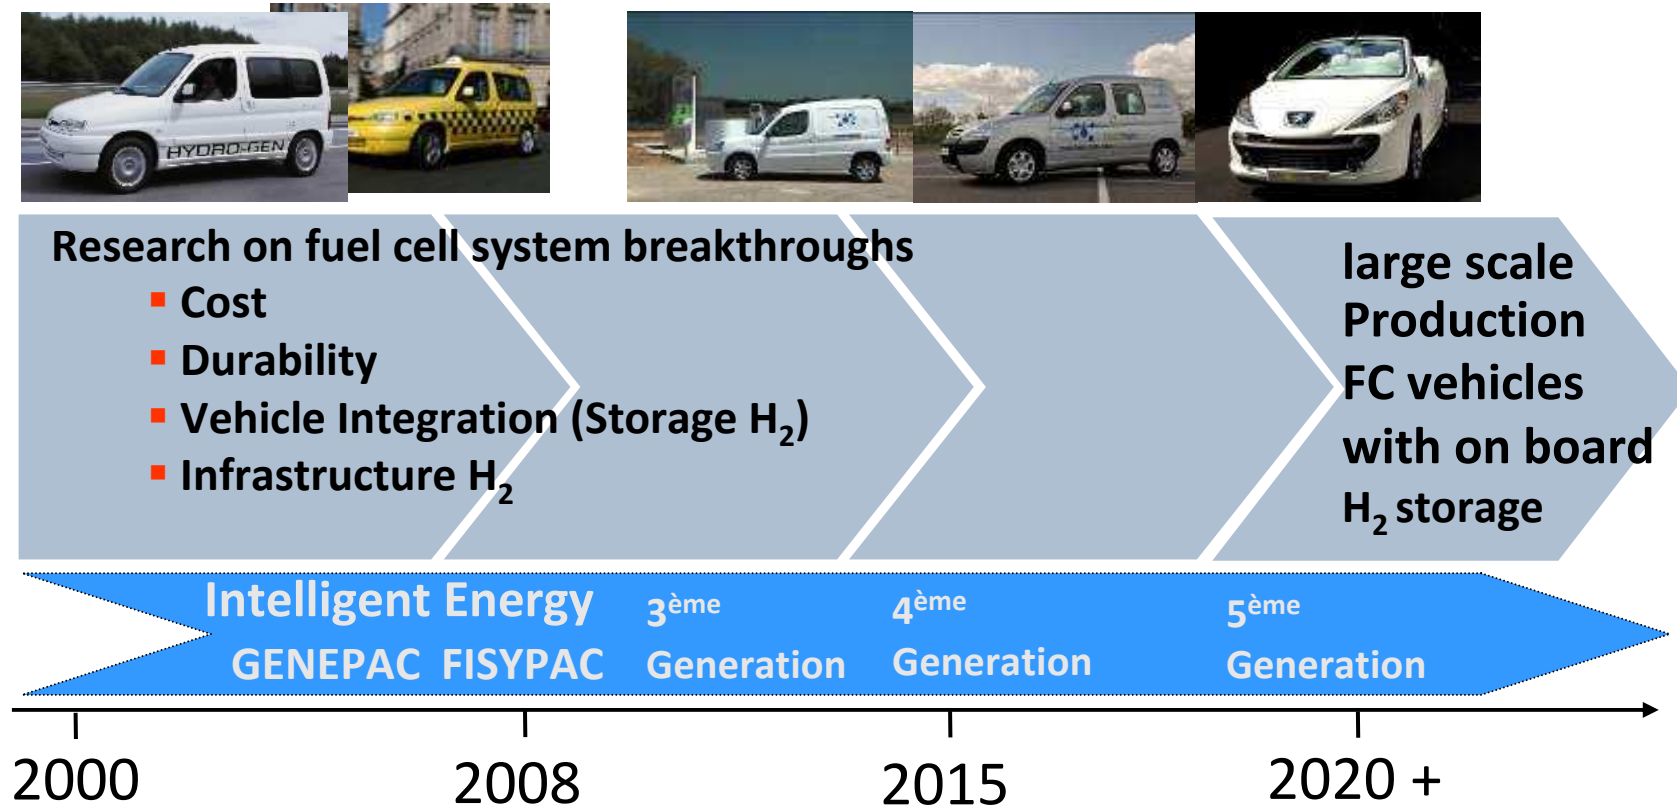 HYDRO-GEN
Research on fuel cell system breakthroughs
▪ Cost
▪ Durability
▪ Vehicle Integration (Storage H₂)
▪ Infrastructure H₂
large scale
Production
FC vehicles
with on board
H₂ storage
Intelligent Energy
GENEPAC FISYPAC
3ème
Generation
4ème
Generation
5ème
Generation
2000
2008
2015
2020 +